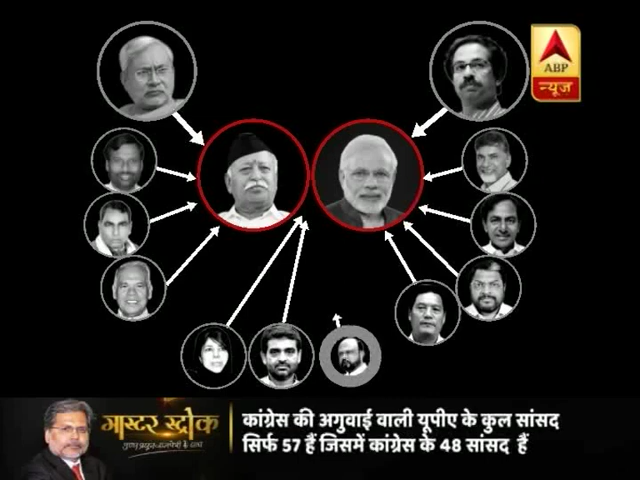 ABP
न्यूज़
मास्टर स्ट्रोक
कांग्रेस की अगुवाई वाली यूपीए के कुल सांसद
सिर्फ 57 हैं जिसमें कांग्रेस के 48 सांसद हैं